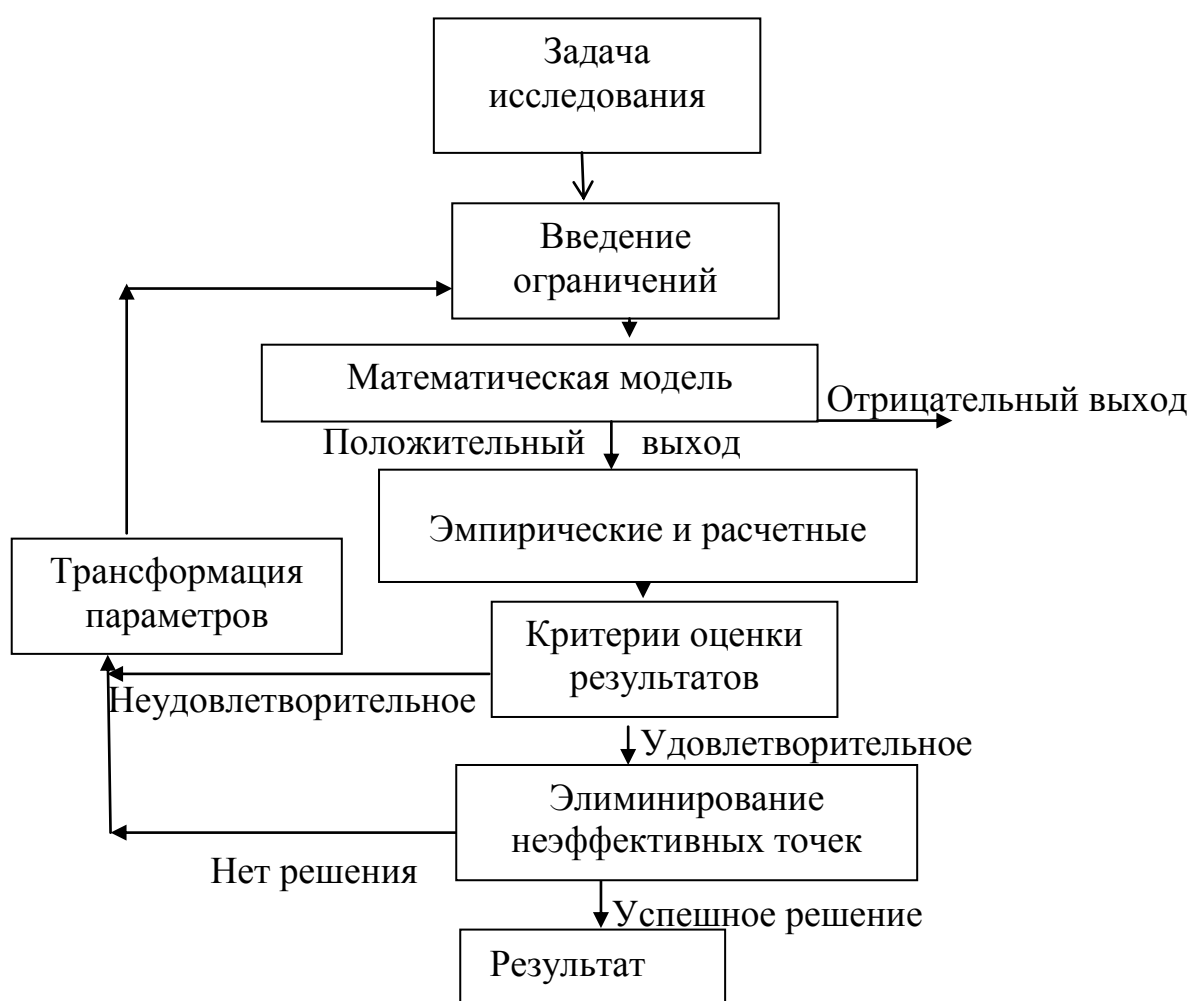 Задача
исследования
Введение
ограничений
Математическая модель
Отрицательный выход
Положительный выход
Эмпирические и расчетные
Трансформация
параметров
Критерии оценки
результатов
Неудовлетворительное
Удовлетворительное
Элиминирование
неэффективных точек
Нет решения
Успешное решение
Результат